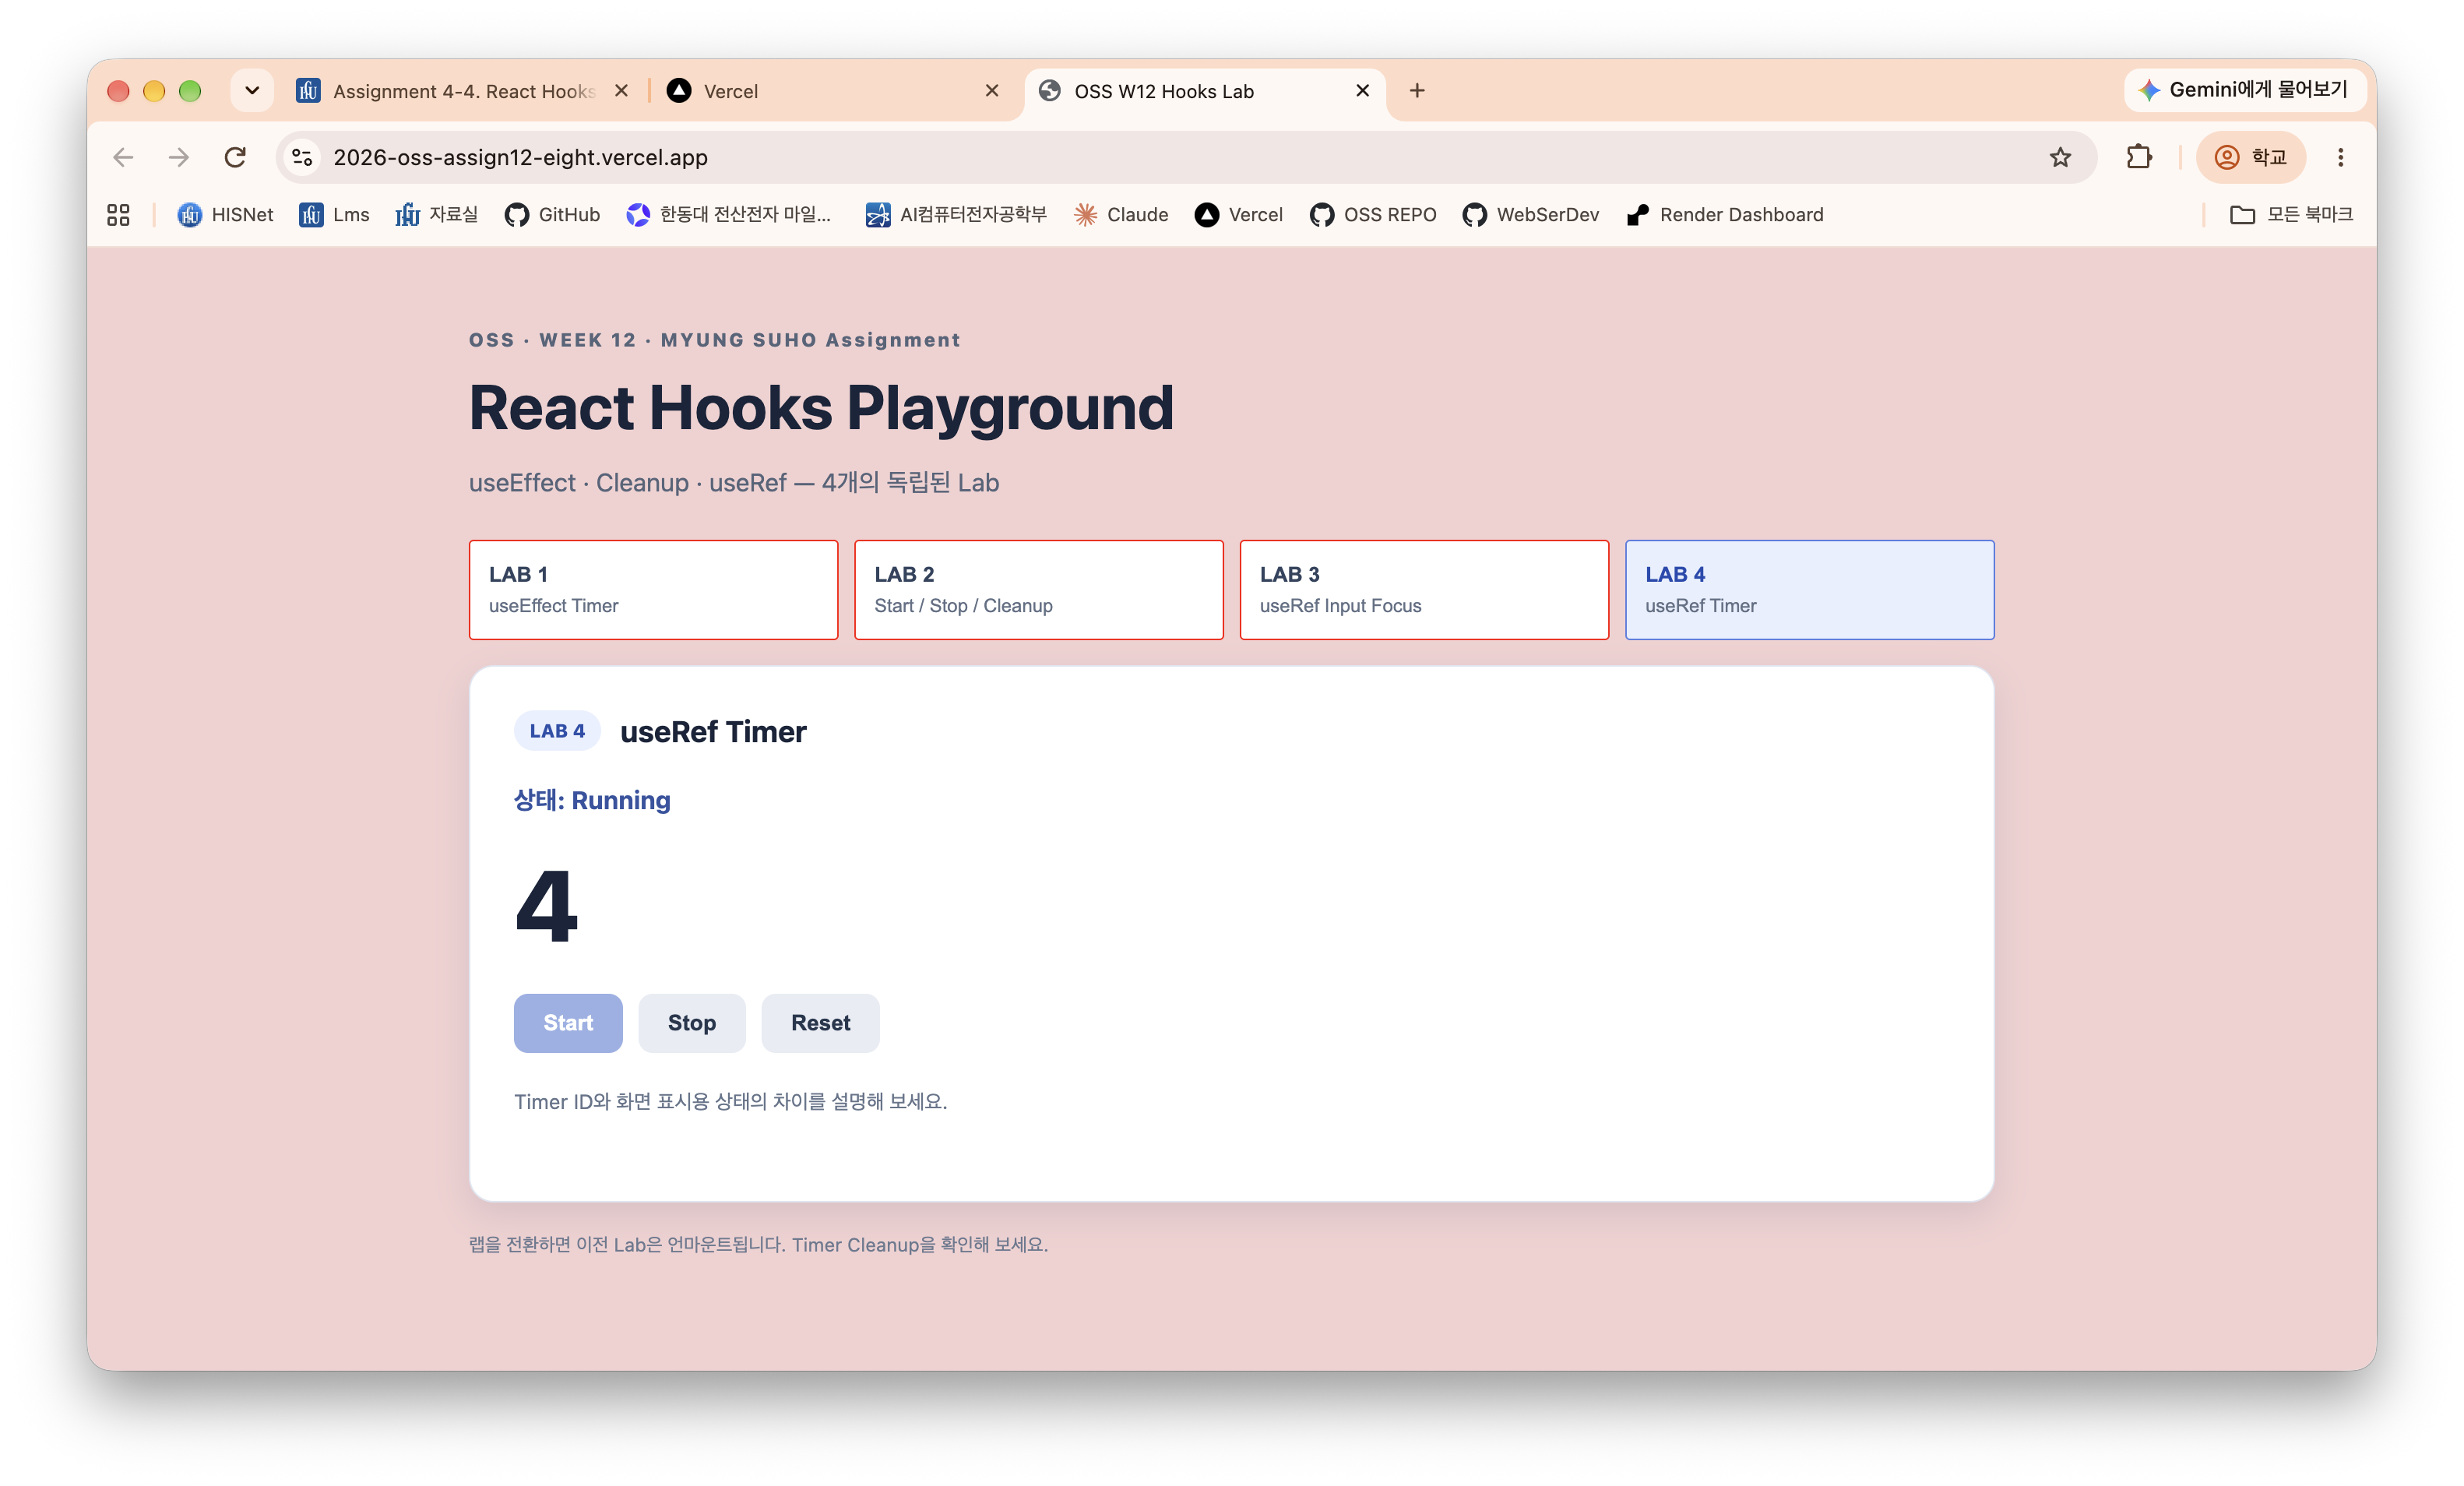 Assignment 4-4. React Hooks
Vercel
OSS W12 Hooks Lab
Gemini에게 물어보기
2026-oss-assign12-eight.vercel.app
학교
HISNet
Lms
자료실
GitHub
한동대 전산전자 마일...
AI컴퓨터전자공학부
Claude
Vercel
OSS REPO
WebSerDev
Render Dashboard
모든 북마크
OSS · WEEK 12 · MYUNG SUHO Assignment
React Hooks Playground
useEffect · Cleanup · useRef — 4개의 독립된 Lab
LAB 1
useEffect Timer
LAB 2
Start / Stop / Cleanup
LAB 3
useRef Input Focus
LAB 4
useRef Timer
LAB 4
useRef Timer
상태: Running
4
Start
Stop
Reset
Timer ID와 화면 표시용 상태의 차이를 설명해 보세요.
랩을 전환하면 이전 Lab은 언마운트됩니다. Timer Cleanup을 확인해 보세요.